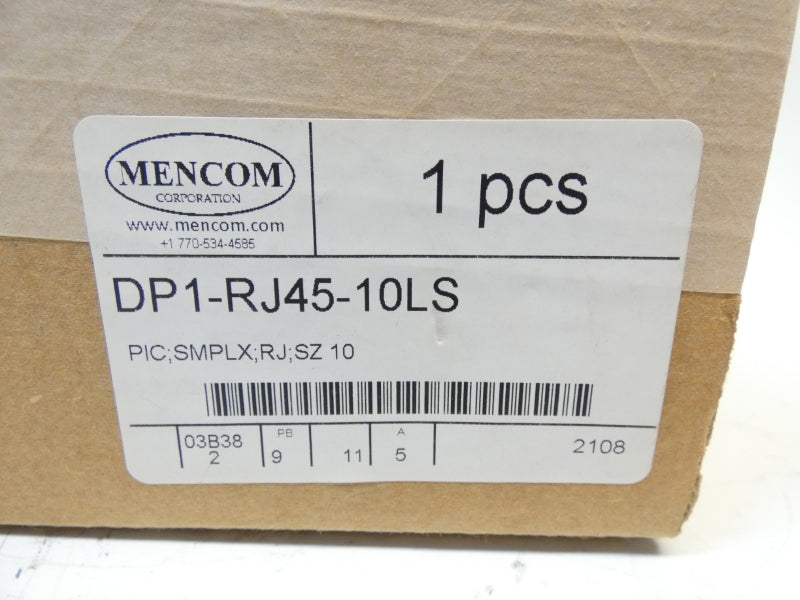 MENCOM
CORPORATION
www.mencom.com
+1 770-534-4585
1 pcs
DP1-RJ45-10LS
PIC;SMPLX;RJ;SZ 10
03B38 PB A
2 9 11 5 2108